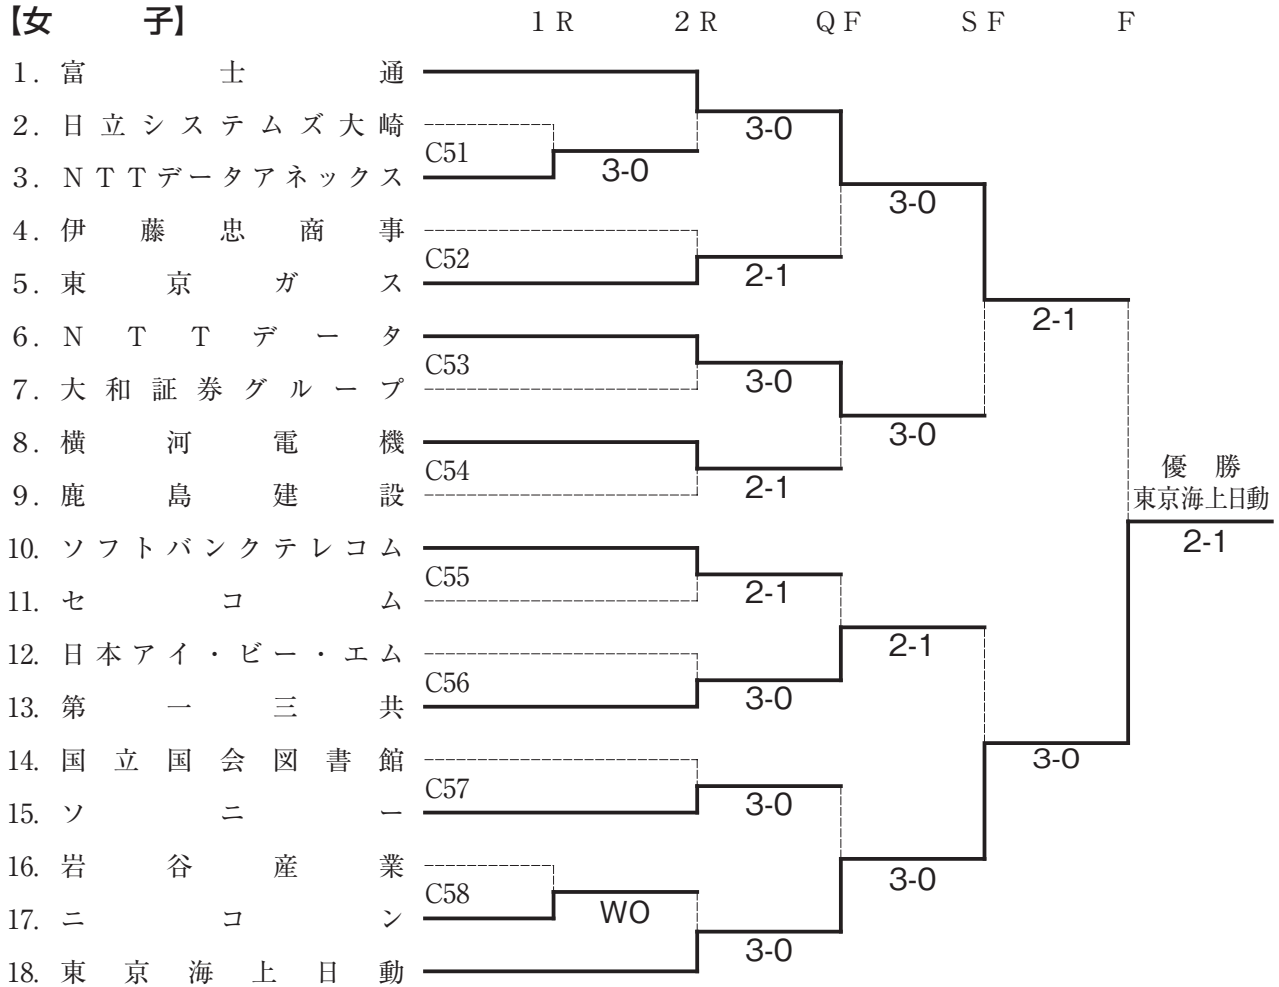 【女子】 1R 2R QF SF F
1. 富士通
3-0
2. 日立システムズ大崎
C51
3-0
3. NTTデータアネックス
3-0
4. 伊藤忠商事
C52
2-1
5. 東京ガス
2-1
6. NTTデータ
C53
3-0
7. 大和証券グループ
3-0
8. 横河電機
C54
2-1
9. 鹿島建設
優勝
東京海上日動
2-1
10. ソフトバンクテレコム
C55
2-1
11. セコム
2-1
12. 日本アイ・ビー・エム
C56
3-0
13. 第一三共
3-0
14. 国立国会図書館
C57
3-0
15. ソニー
3-0
16. 岩谷産業
C58
WO
17. ニコン
3-0
18. 東京海上日動